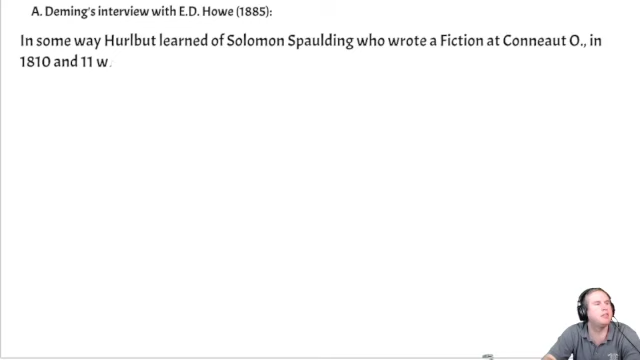 A. Deming's interview with E.D. Howe (1885):
In some way Hurlbut learned of Solomon Spaulding who wrote a Fiction at Conneaut O., in
1810 and 11 w